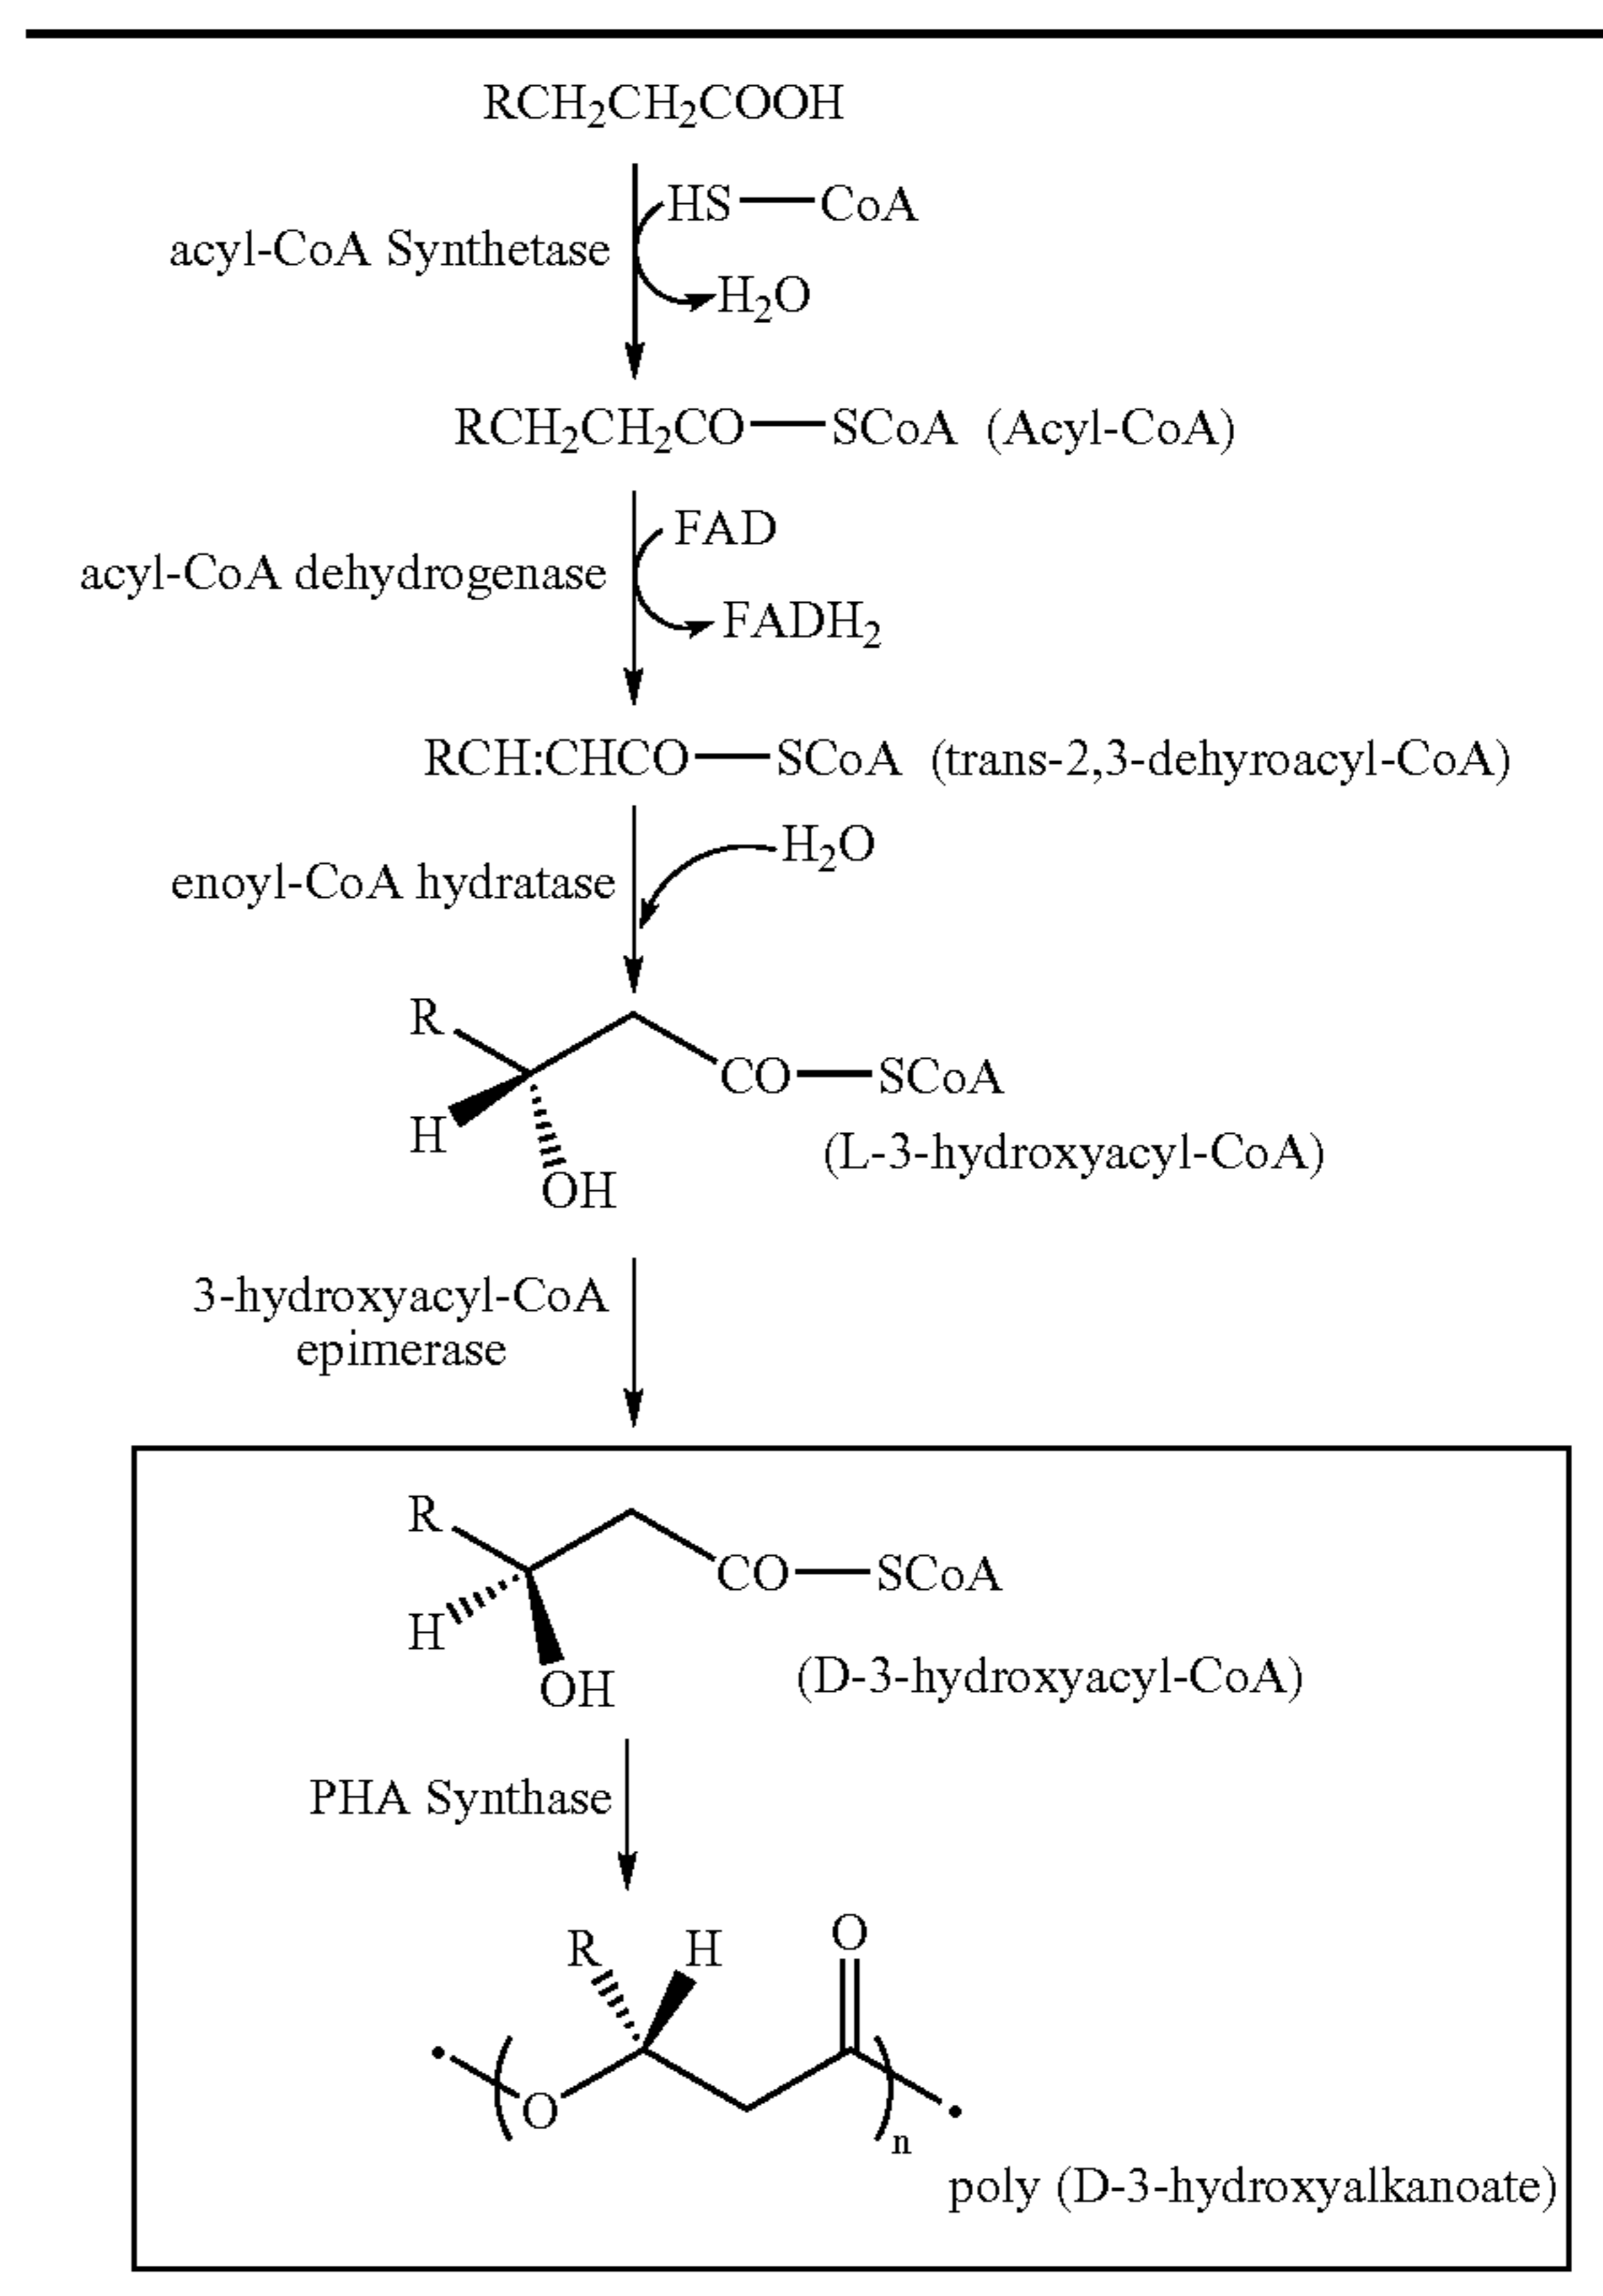 RCH₂CH₂COOH
HS—CoA
acyl-CoA Synthetase
H₂O
RCH₂CH₂CO—SCoA (Acyl-CoA)
FAD
acyl-CoA dehydrogenase
FADH₂
RCH:CHCO—SCoA (trans-2,3-dehyroacyl-CoA)
H₂O
enoyl-CoA hydratase
R
CO—SCoA
H
(L-3-hydroxyacyl-CoA)
OH
3-hydroxyacyl-CoA
epimerase
R
CO—SCoA
H
(D-3-hydroxyacyl-CoA)
OH
PHA Synthase
R H O
O
n
poly (D-3-hydroxyalkanoate)